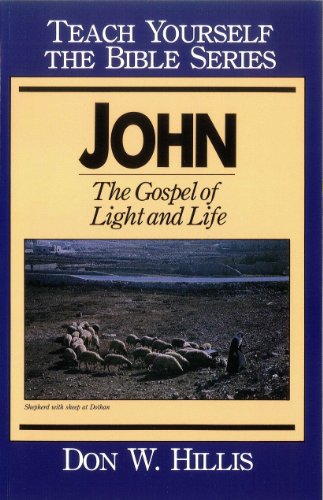 TEACH YOURSELF
THE BIBLE SERIES
JOHN
The Gospel of
Light and Life
Shepherd with sheep at Dothan
DON W. HILLIS